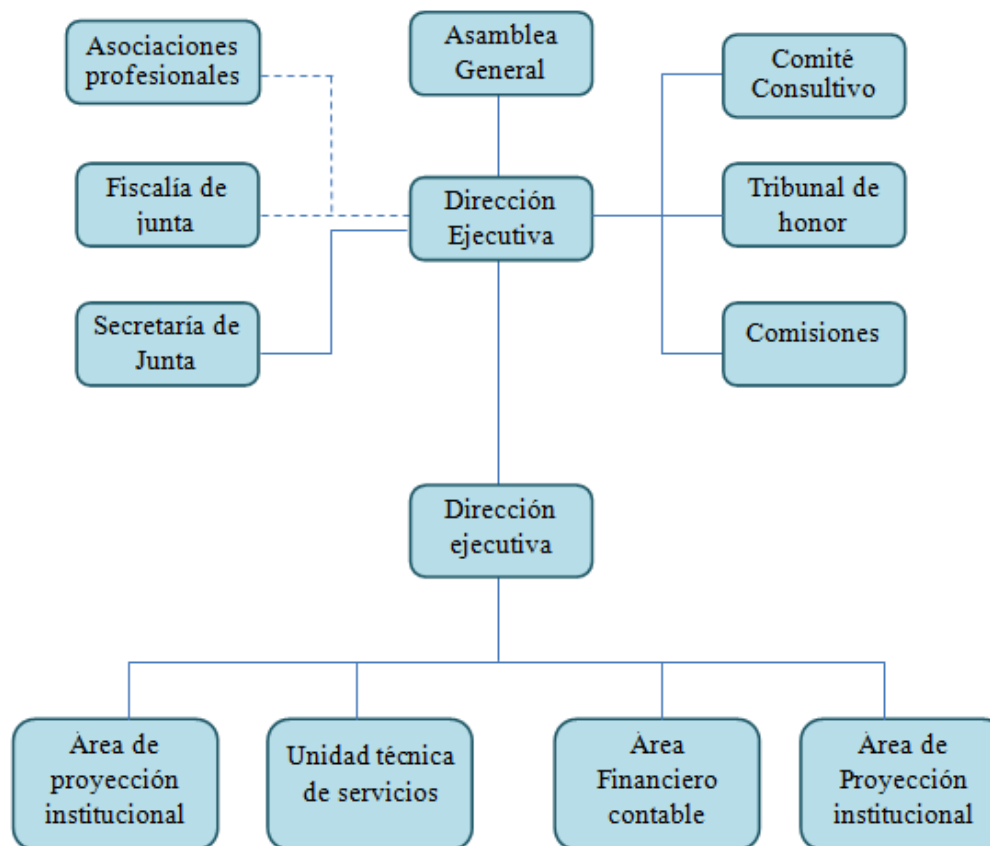 Asociaciones
profesionales
Asamblea
General
Comité
Consultivo
Fiscalía de
junta
Dirección
Ejecutiva
Tribunal de
honor
Secretaría de
Junta
Comisiones
Dirección
ejecutiva
Área de
proyección
institucional
Unidad técnica
de servicios
Área
Financiero
contable
Área de
Proyección
institucional